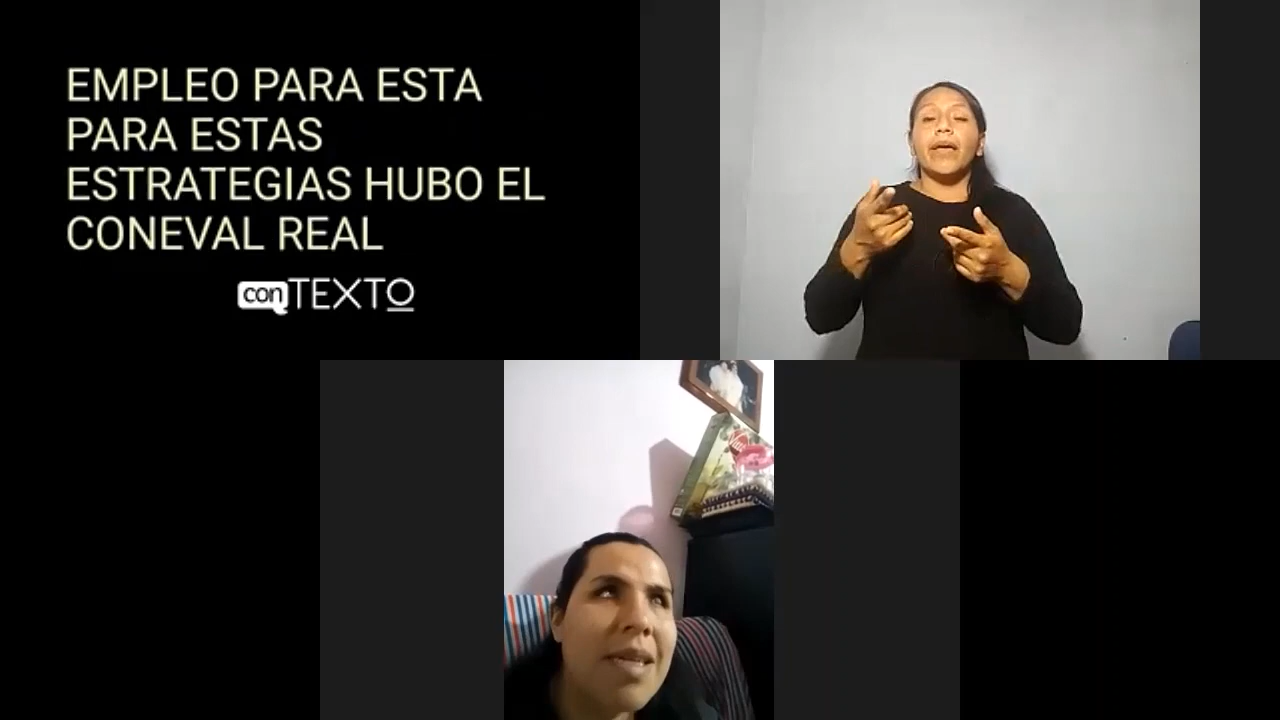 EMPLEO PARA ESTA
PARA ESTAS
ESTRATEGIAS HUBO EL
CONEVAL REAL
conTEXTO